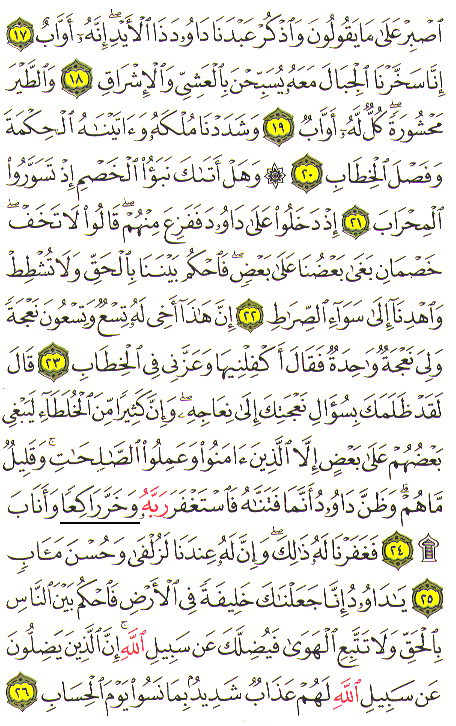 ٱصۡبِرۡ عَلَىٰ مَا يَقُولُونَ وَٱذۡكُرۡ عَبۡدَنَا دَاوُۥدَ ذَا ٱلۡأَيۡدِۖ إِنَّهُۥٓ أَوَّابٌ ١٧
إِنَّا سَخَّرۡنَا ٱلۡجِبَالَ مَعَهُۥ يُسَبِّحۡنَ بِٱلۡعَشِيِّ وَٱلۡإِشۡرَاقِ ١٨ وَٱلطَّيۡرَ
مَحۡشُورَةٗۖ كُلّٞ لَّهُۥٓ أَوَّابٞ ١٩ وَشَدَدۡنَا مُلۡكَهُۥ وَءَاتَيۡنَٰهُ ٱلۡحِكۡمَةَ
وَفَصۡلَ ٱلۡخِطَابِ ٢٠ ۞ وَهَلۡ أَتَىٰكَ نَبَؤُاْ ٱلۡخَصۡمِ إِذۡ تَسَوَّرُواْ
ٱلۡمِحۡرَابَ ٢١ إِذۡ دَخَلُواْ عَلَىٰ دَاوُۥدَ فَفَزِعَ مِنۡهُمۡۖ قَالُواْ لَا تَخَفۡۖ
خَصۡمَانِ بَغَىٰ بَعۡضُنَا عَلَىٰ بَعۡضٖ فَٱحۡكُم بَيۡنَنَا بِٱلۡحَقِّ وَلَا تُشۡطِطۡ
وَٱهۡدِنَآ إِلَىٰ سَوَآءِ ٱلصِّرَٰطِ ٢٢ إِنَّ هَٰذَآ أَخِي لَهُۥ تِسۡعٞ وَتِسۡعُونَ نَعۡجَةٗ
وَلِيَ نَعۡجَةٞ وَٰحِدَةٞ فَقَالَ أَكۡفِلۡنِيهَا وَعَزَّنِي فِي ٱلۡخِطَابِ ٢٣ قَالَ
لَقَدۡ ظَلَمَكَ بِسُؤَالِ نَعۡجَتِكَ إِلَىٰ نِعَاجِهِۦۖ وَإِنَّ كَثِيرٗا مِّنَ ٱلۡخُلَطَآءِ لَيَبۡغِي
بَعۡضُهُمۡ عَلَىٰ بَعۡضٍ إِلَّا ٱلَّذِينَ ءَامَنُواْ وَعَمِلُواْ ٱلصَّٰلِحَٰتِ وَقَلِيلٞ
مَّا هُمۡۗ وَظَنَّ دَاوُۥدُ أَنَّمَا فَتَنَّٰهُ فَٱسۡتَغۡفَرَ رَبَّهُۥ وَخَرَّۤ رَاكِعٗاۤ وَأَنَابَ
۩ ٢٤ فَغَفَرۡنَا لَهُۥ ذَٰلِكَۖ وَإِنَّ لَهُۥ عِندَنَا لَزُلۡفَىٰ وَحُسۡنَ مَـَٔابٖ
٢٥ يَٰدَاوُۥدُ إِنَّا جَعَلۡنَٰكَ خَلِيفَةٗ فِي ٱلۡأَرۡضِ فَٱحۡكُم بَيۡنَ ٱلنَّاسِ
بِٱلۡحَقِّ وَلَا تَتَّبِعِ ٱلۡهَوَىٰ فَيُضِلَّكَ عَن سَبِيلِ ٱللَّهِۚ إِنَّ ٱلَّذِينَ يَضِلُّونَ
عَن سَبِيلِ ٱللَّهِ لَهُمۡ عَذَابٞ شَدِيدُۢ بِمَا نَسُواْ يَوۡمَ ٱلۡحِسَابِ ٢٦